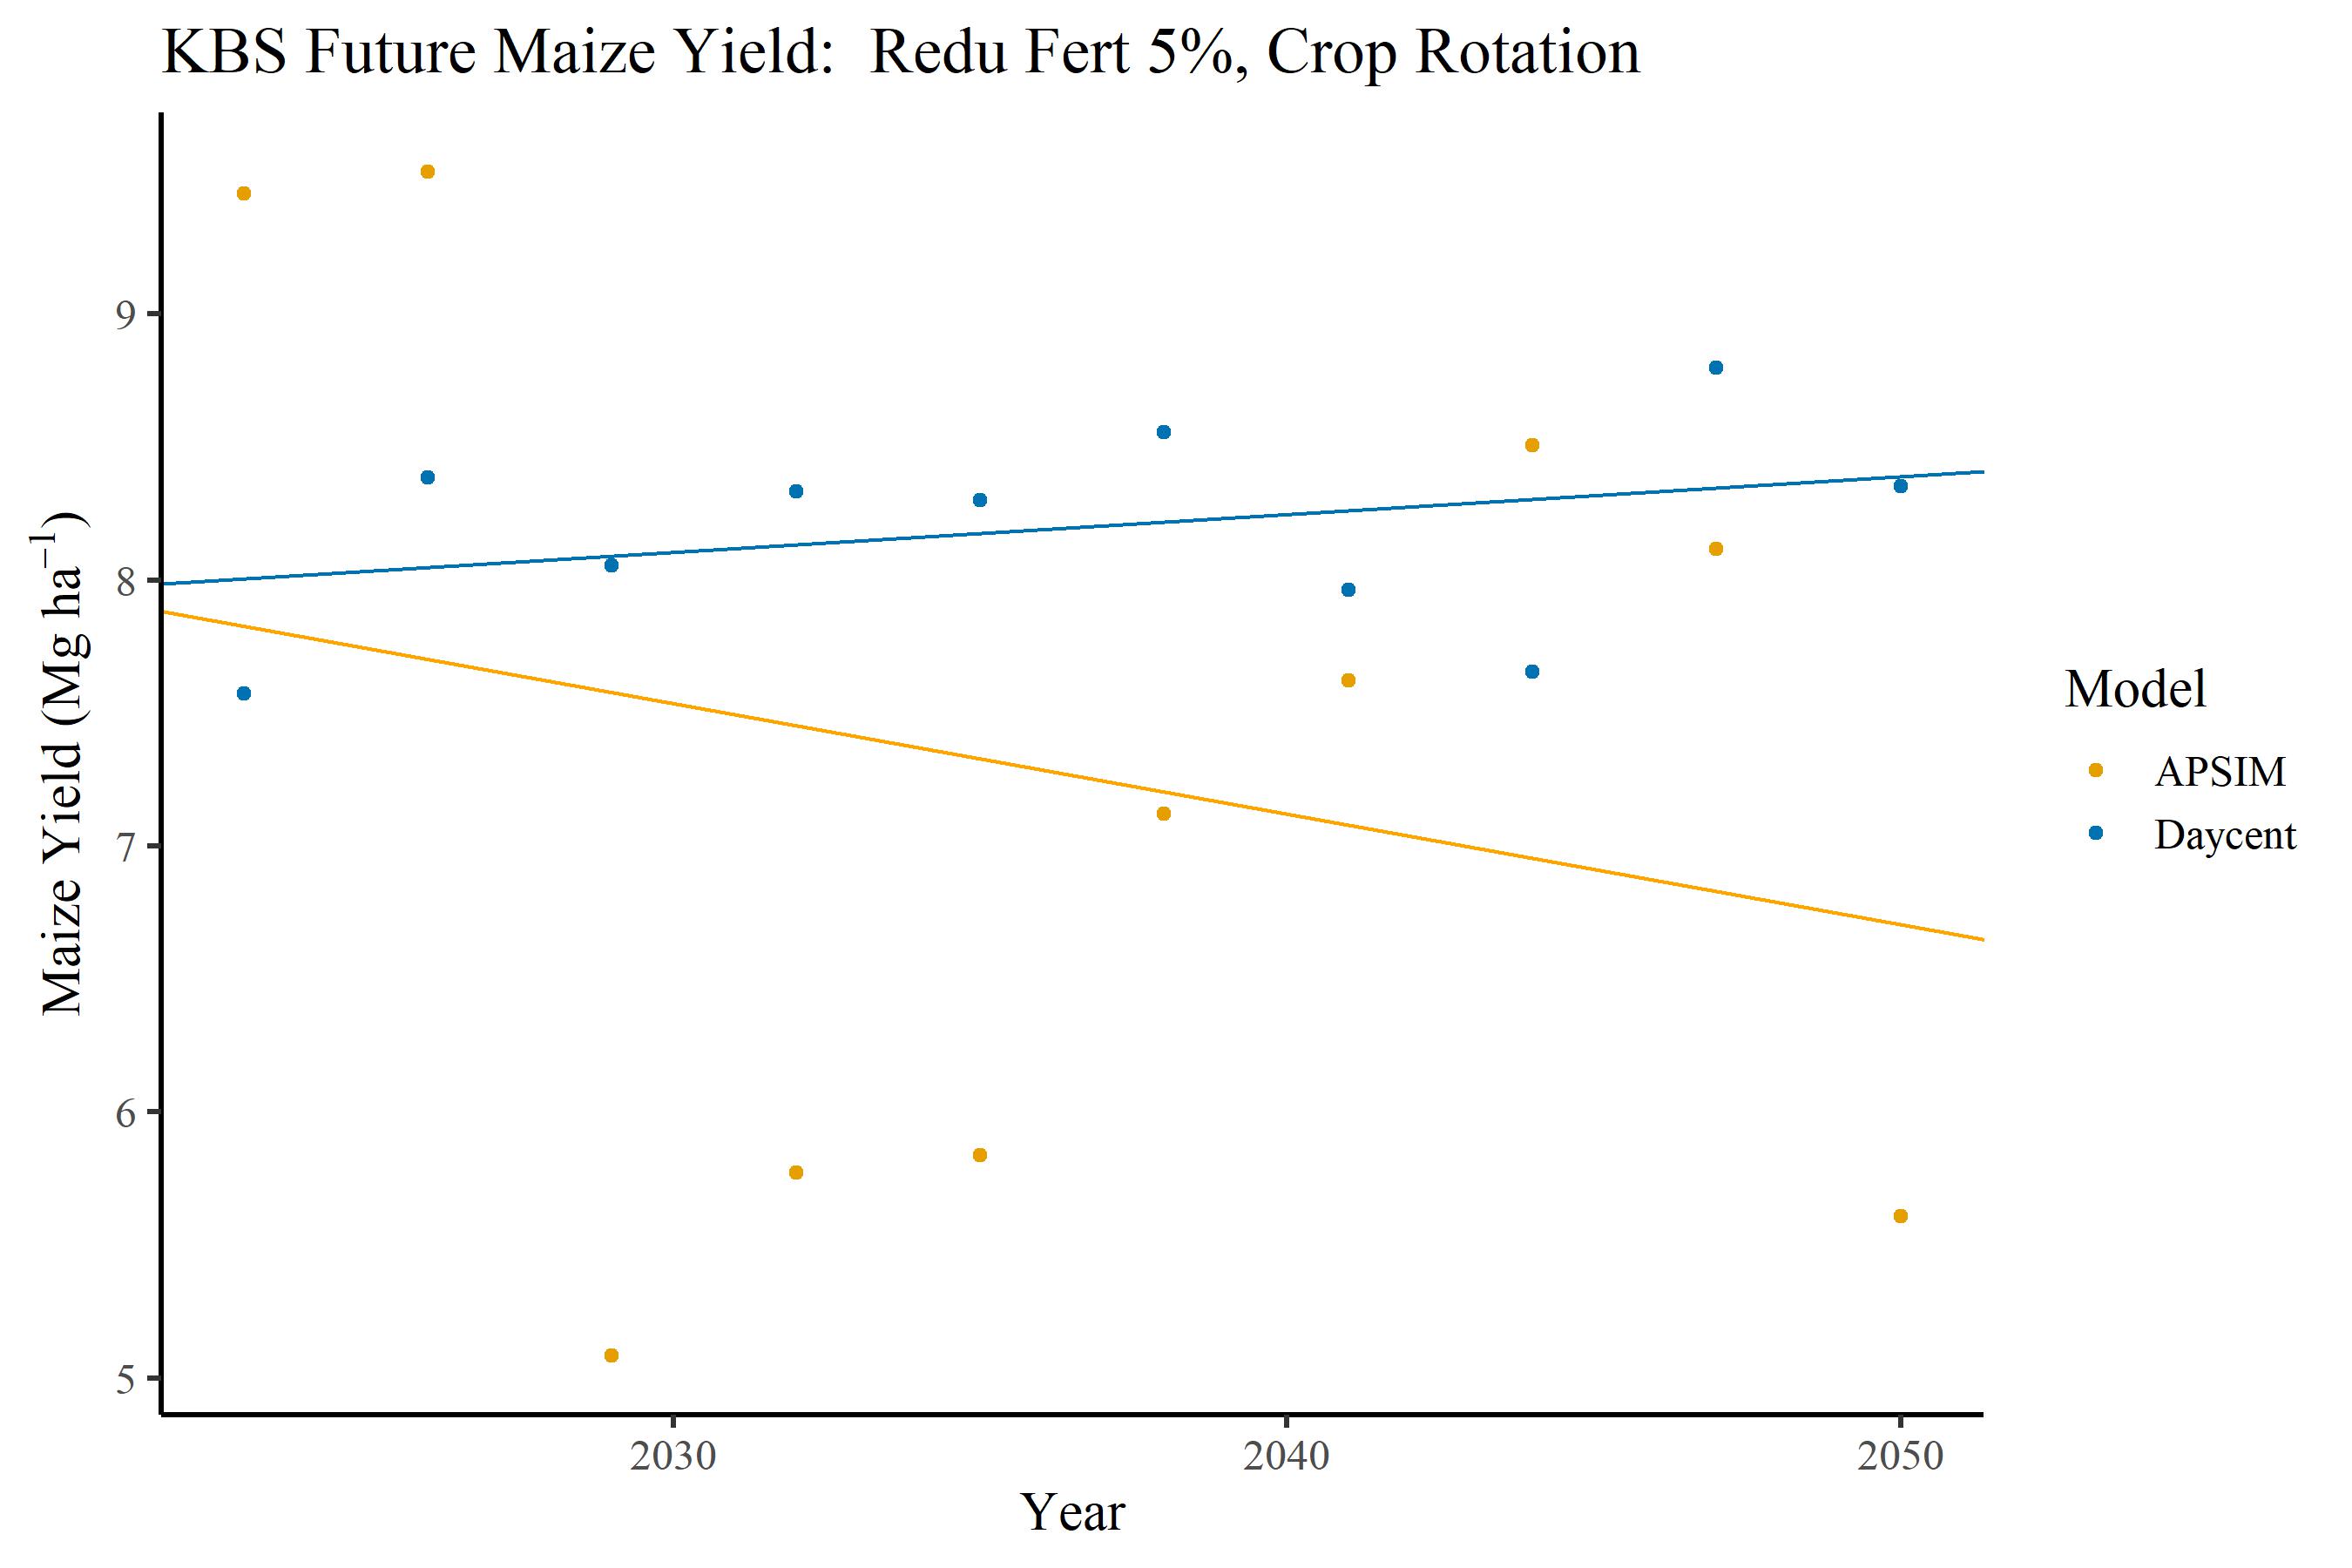 KBS Future Maize Yield:  Redu Fert 5%, Crop Rotation
Maize Yield (Mg ha⁻¹)
9
8
7
6
5
2030 2040 2050
Year
Model
APSIM
Daycent